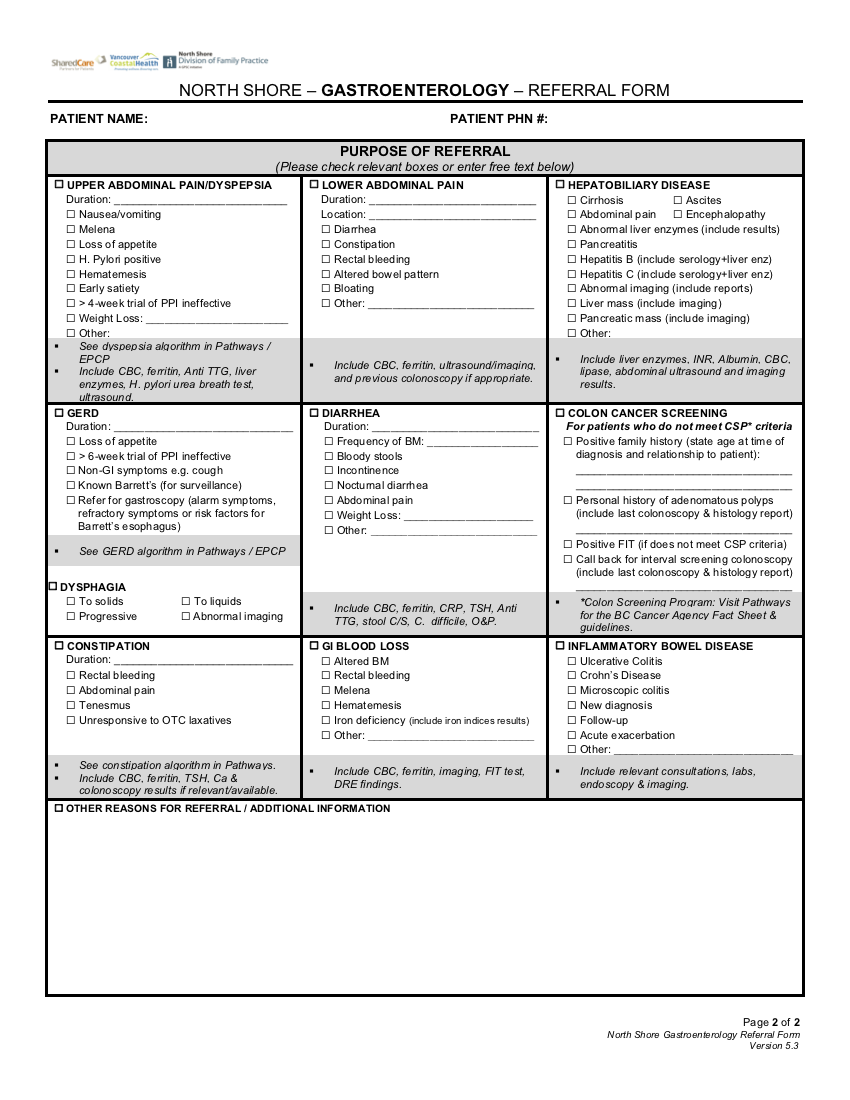 SharedCare
Vancouver
CoastalHealth
North Shore
Division of Family Practice
NORTH SHORE – GASTROENTEROLOGY – REFERRAL FORM
PATIENT NAME: PATIENT PHN #:
PURPOSE OF REFERRAL
(Please check relevant boxes or enter free text below)
☐ UPPER ABDOMINAL PAIN/DYSPEPSIA
Duration: ____________________________
☐ Nausea/vomiting
☐ Melena
☐ Loss of appetite
☐ H. Pylori positive
☐ Hematemesis
☐ Early satiety
☐ > 4-week trial of PPI ineffective
☐ Weight Loss: _______________________
☐ Other:
▪ See dyspepsia algorithm in Pathways /
EPCP
▪ Include CBC, ferritin, Anti TTG, liver
enzymes, H. pylori urea breath test,
ultrasound.
☐ LOWER ABDOMINAL PAIN
Duration: ___________________________
Location: ___________________________
☐ Diarrhea
☐ Constipation
☐ Rectal bleeding
☐ Altered bowel pattern
☐ Bloating
☐ Other: ___________________________
▪ Include CBC, ferritin, ultrasound/imaging,
and previous colonoscopy if appropriate.
☐ HEPATOBILIARY DISEASE
☐ Cirrhosis ☐ Ascites
☐ Abdominal pain ☐ Encephalopathy
☐ Abnormal liver enzymes (include results)
☐ Pancreatitis
☐ Hepatitis B (include serology+liver enz)
☐ Hepatitis C (include serology+liver enz)
☐ Abnormal imaging (include reports)
☐ Liver mass (include imaging)
☐ Pancreatic mass (include imaging)
☐ Other:
▪ Include liver enzymes, INR, Albumin, CBC,
lipase, abdominal ultrasound and imaging
results.
☐ GERD
Duration: _____________________________
☐ Loss of appetite
☐ > 6-week trial of PPI ineffective
☐ Non-GI symptoms e.g. cough
☐ Known Barrett's (for surveillance)
☐ Refer for gastroscopy (alarm symptoms,
refractory symptoms or risk factors for
Barrett's esophagus)
▪ See GERD algorithm in Pathways / EPCP
☐ DYSPHAGIA
☐ To solids ☐ To liquids
☐ Progressive ☐ Abnormal imaging
☐ DIARRHEA
Duration: ___________________________
☐ Frequency of BM: __________________
☐ Bloody stools
☐ Incontinence
☐ Nocturnal diarrhea
☐ Abdominal pain
☐ Weight Loss: _____________________
☐ Other: ___________________________
▪ Include CBC, ferritin, CRP, TSH, Anti
TTG, stool C/S, C. difficile, O&P.
☐ COLON CANCER SCREENING
For patients who do not meet CSP* criteria
☐ Positive family history (state age at time of
diagnosis and relationship to patient):
___________________________________
___________________________________
☐ Personal history of adenomatous polyps
(include last colonoscopy & histology report)
___________________________________
☐ Positive FIT (if does not meet CSP criteria)
☐ Call back for interval screening colonoscopy
(include last colonoscopy & histology report)
___________________________________
▪ *Colon Screening Program: Visit Pathways
for the BC Cancer Agency Fact Sheet &
guidelines.
☐ CONSTIPATION
Duration: _____________________________
☐ Rectal bleeding
☐ Abdominal pain
☐ Tenesmus
☐ Unresponsive to OTC laxatives
▪ See constipation algorithm in Pathways.
▪ Include CBC, ferritin, TSH, Ca &
colonoscopy results if relevant/available.
☐ GI BLOOD LOSS
☐ Altered BM
☐ Rectal bleeding
☐ Melena
☐ Hematemesis
☐ Iron deficiency (include iron indices results)
☐ Other: ___________________________
▪ Include CBC, ferritin, imaging, FIT test,
DRE findings.
☐ INFLAMMATORY BOWEL DISEASE
☐ Ulcerative Colitis
☐ Crohn's Disease
☐ Microscopic colitis
☐ New diagnosis
☐ Follow-up
☐ Acute exacerbation
☐ Other: _____________________________
▪ Include relevant consultations, labs,
endoscopy & imaging.
☐ OTHER REASONS FOR REFERRAL / ADDITIONAL INFORMATION
Page 2 of 2
North Shore Gastroenterology Referral Form
Version 5.3